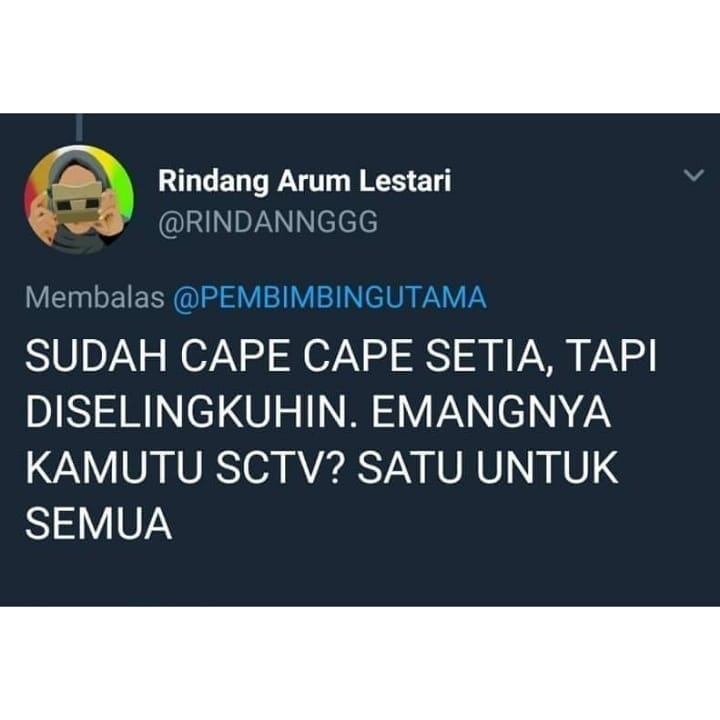 Rindang Arum Lestari
@RINDANNGGG
Membalas @PEMBIMBINGUTAMA
SUDAH CAPE CAPE SETIA, TAPI
DISELINGKUHIN. EMANGNYA
KAMUTU SCTV? SATU UNTUK
SEMUA